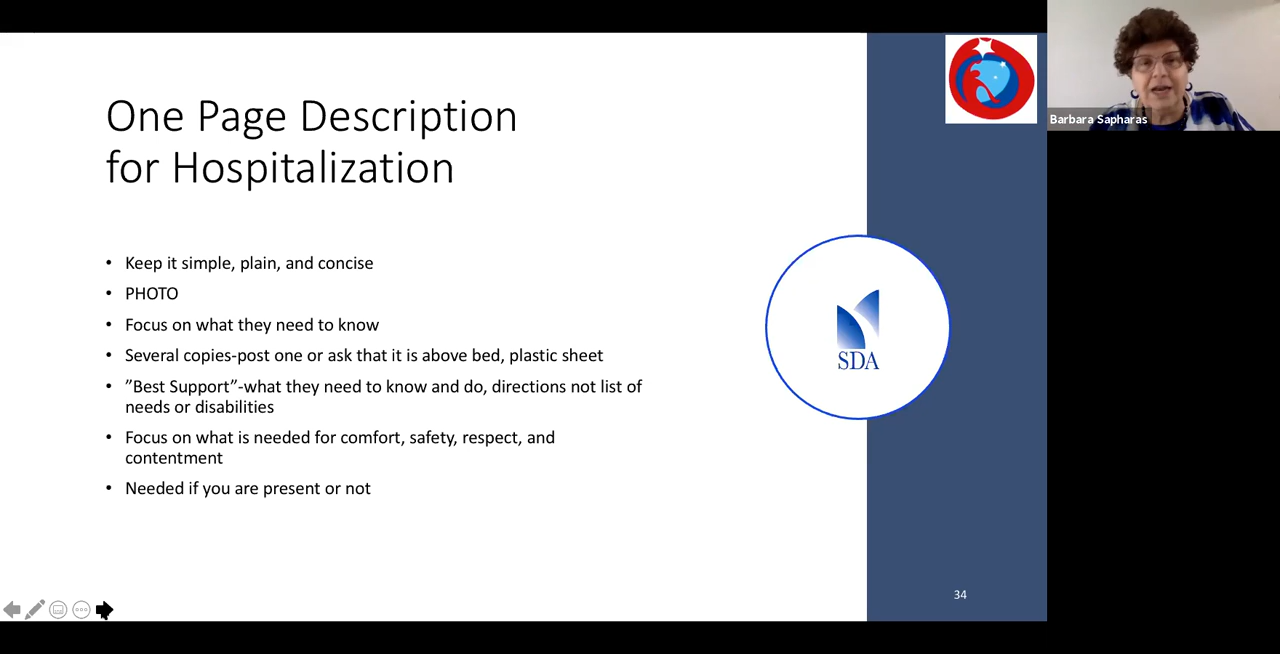 One Page Description
for Hospitalization
• Keep it simple, plain, and concise
• PHOTO
• Focus on what they need to know
• Several copies-post one or ask that it is above bed, plastic sheet
• ”Best Support”-what they need to know and do, directions not list of
needs or disabilities
• Focus on what is needed for comfort, safety, respect, and
contentment
• Needed if you are present or not
SDA
34
Barbara Sapharas